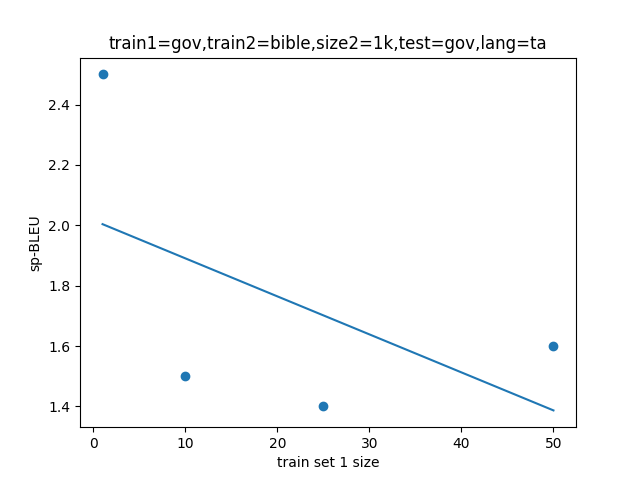 train1=gov,train2=bible,size2=1k,test=gov,lang=ta
2.4
2.2
2.0
1.8
1.6
1.4
sp-BLEU
0 10 20 30 40 50
train set 1 size